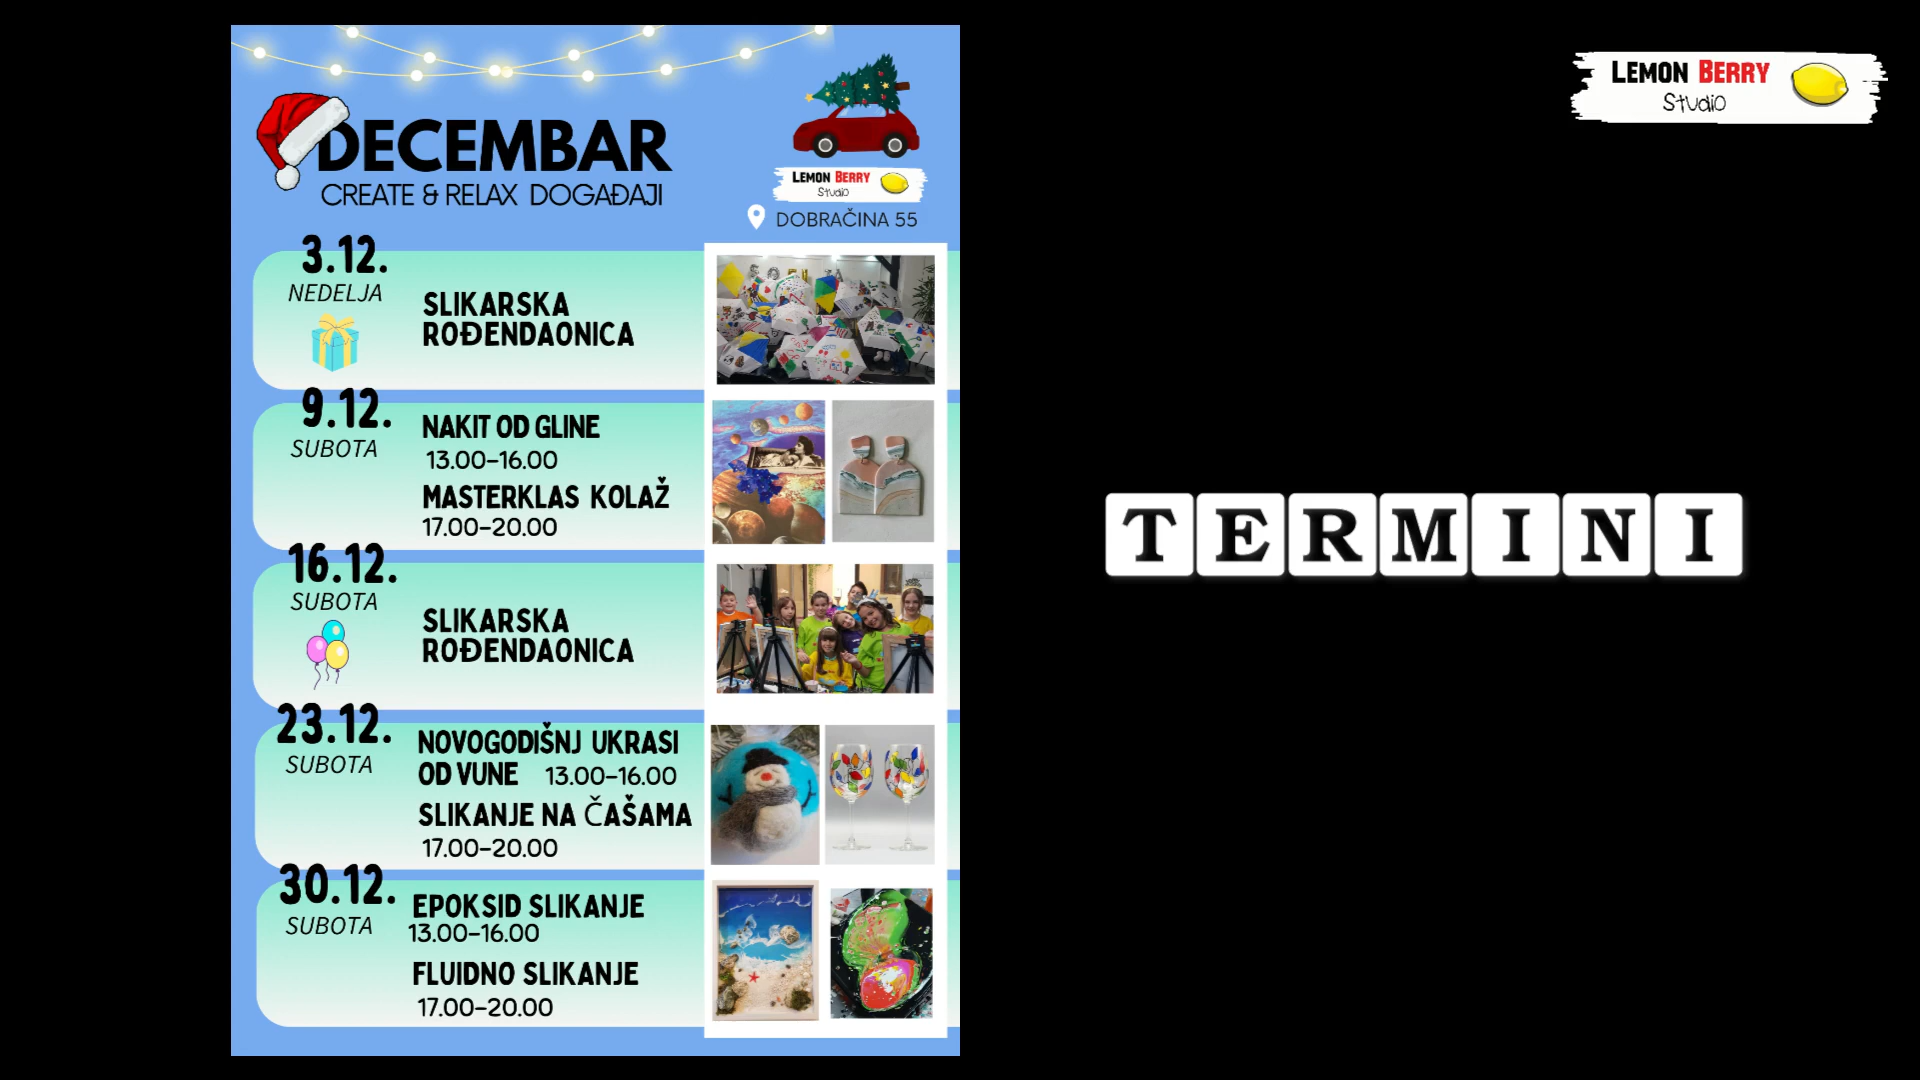 DECEMBAR
CREATE & RELAX DOGAĐAJI
LEMON BERRY
Studio
DOBRAČINA 55
3.12.
NEDELJA
SLIKARSKA
ROĐENDAONICA
9.12.
SUBOTA
NAKIT OD GLINE
13.00-16.00
MASTERKLAS KOLAŽ
17.00-20.00
16.12.
SUBOTA
SLIKARSKA
ROĐENDAONICA
23.12.
SUBOTA
NOVOGODIŠNJ UKRASI
OD VUNE 13.00-16.00
SLIKANJE NA ČAŠAMA
17.00-20.00
30.12.
SUBOTA
EPOKSID SLIKANJE
13.00-16.00
FLUIDNO SLIKANJE
17.00-20.00
LEMON BERRY
Studio
TERMINI